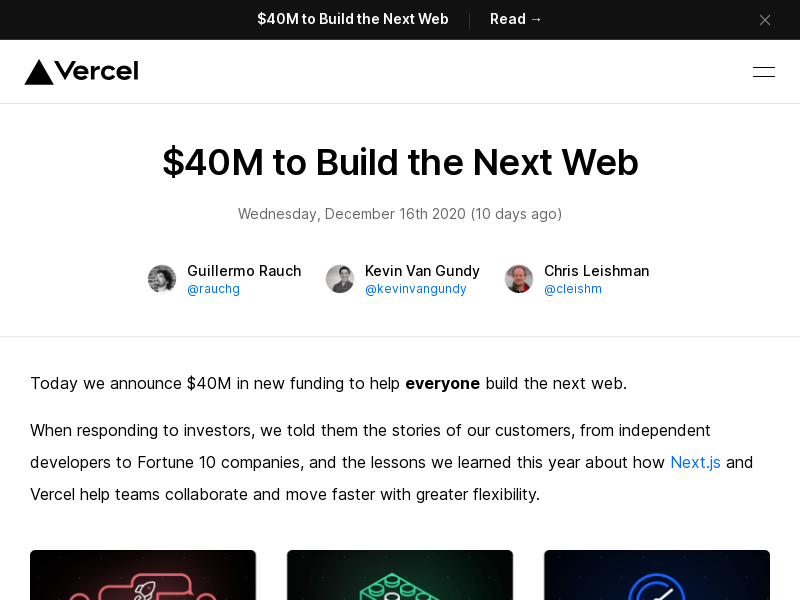 $40M to Build the Next Web
Read →
Vercel
$40M to Build the Next Web
Wednesday, December 16th 2020 (10 days ago)
Guillermo Rauch
@rauchg
Kevin Van Gundy
@kevinvangundy
Chris Leishman
@cleishm
Today we announce $40M in new funding to help everyone build the next web.
When responding to investors, we told them the stories of our customers, from independent
developers to Fortune 10 companies, and the lessons we learned this year about how Next.js and
Vercel help teams collaborate and move faster with greater flexibility.